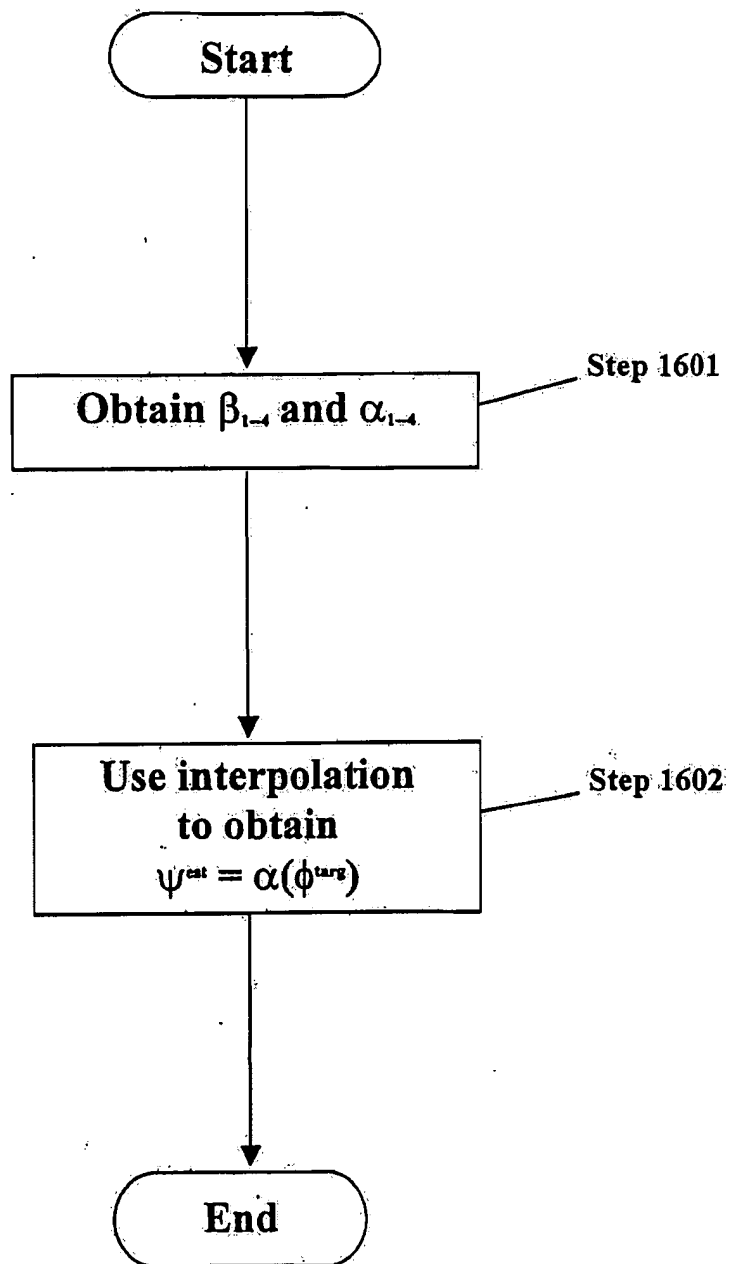 Start
Step 1601
Obtain β₁₋₄ and α₁₋₄
Use interpolation
to obtain
ψᵉˢᵗ = α(ϕᵗᵃʳᵍ)
Step 1602
End